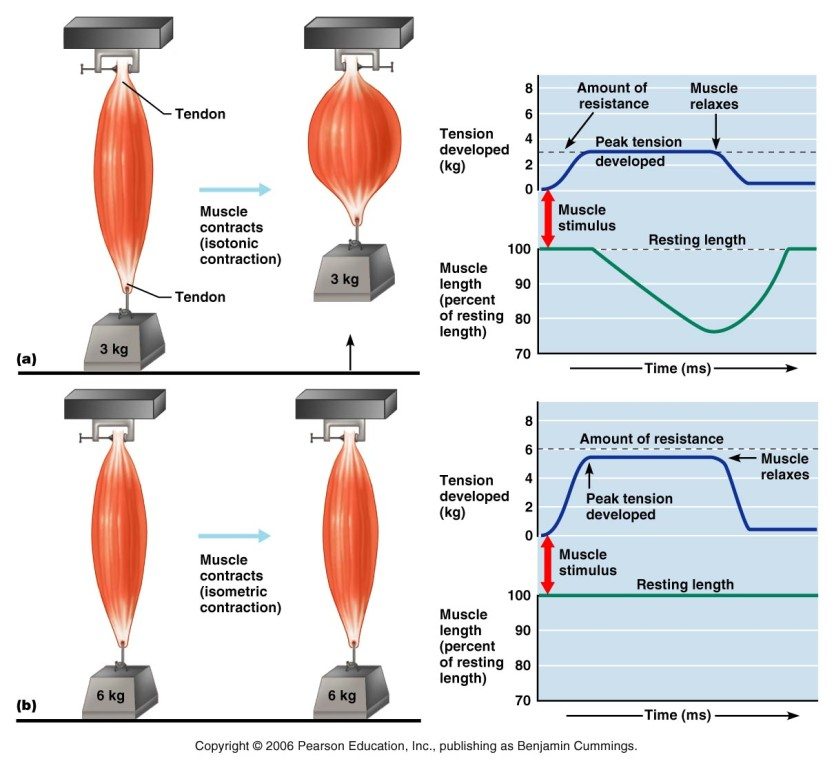 Tendon
Muscle
contracts
(isotonic
contraction)
Tendon
3 kg
3 kg
(a)
Tension
developed
(kg)
8
6
4
2
0
Amount of
resistance
Muscle
relaxes
Peak tension
developed
Muscle
stimulus
Resting length
Muscle
length
(percent
of resting
length)
100
90
80
70
Time (ms)
Muscle
contracts
(isometric
contraction)
6 kg
6 kg
(b)
Tension
developed
(kg)
8
6
4
2
0
Amount of resistance
Muscle
relaxes
Peak tension
developed
Muscle
stimulus
Resting length
Muscle
length
(percent
of resting
length)
100
90
80
70
Time (ms)
Copyright © 2006 Pearson Education, Inc., publishing as Benjamin Cummings.